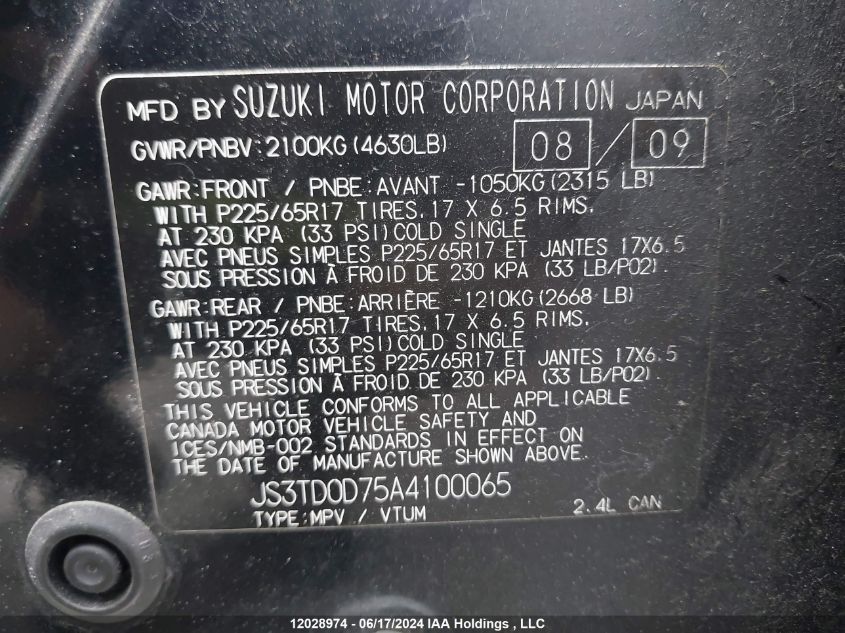 MFD BY SUZUKI MOTOR CORPORATION JAPAN
GVWR/PNBV:2100KG(4630LB) 08 / 09
GAWR:FRONT / PNBE:AVANT -1050KG(2315 LB)
WITH P225/65R17 TIRES.17 X 6.5 RIMS.
AT 230 KPA (33 PSI)COLD SINGLE
AVEC PNEUS SIMPLES P225/65R17 ET JANTES 17X6.5
SOUS PRESSION À FROID DE 230 KPA (33 LB/PO2).
GAWR:REAR / PNBE:ARRIÈRE -1210KG(2668 LB)
WITH P225/65R17 TIRES.17 X 6.5 RIMS.
AT 230 KPA (33 PSI)COLD SINGLE
AVEC PNEUS SIMPLES P225/65R17 ET JANTES 17X6.5
SOUS PRESSION À FROID DE 230 KPA (33 LB/PO2).
THIS VEHICLE CONFORMS TO ALL APPLICABLE
CANADA MOTOR VEHICLE SAFETY AND
ICES/NMB-002 STANDARDS IN EFFECT ON
THE DATE OF MANUFACTURE SHOWN ABOVE.
JS3TD0D75A4100065
TYPE:MPV / VTUM 2.4L CAN
12028974 - 06/17/2024 IAA Holdings , LLC